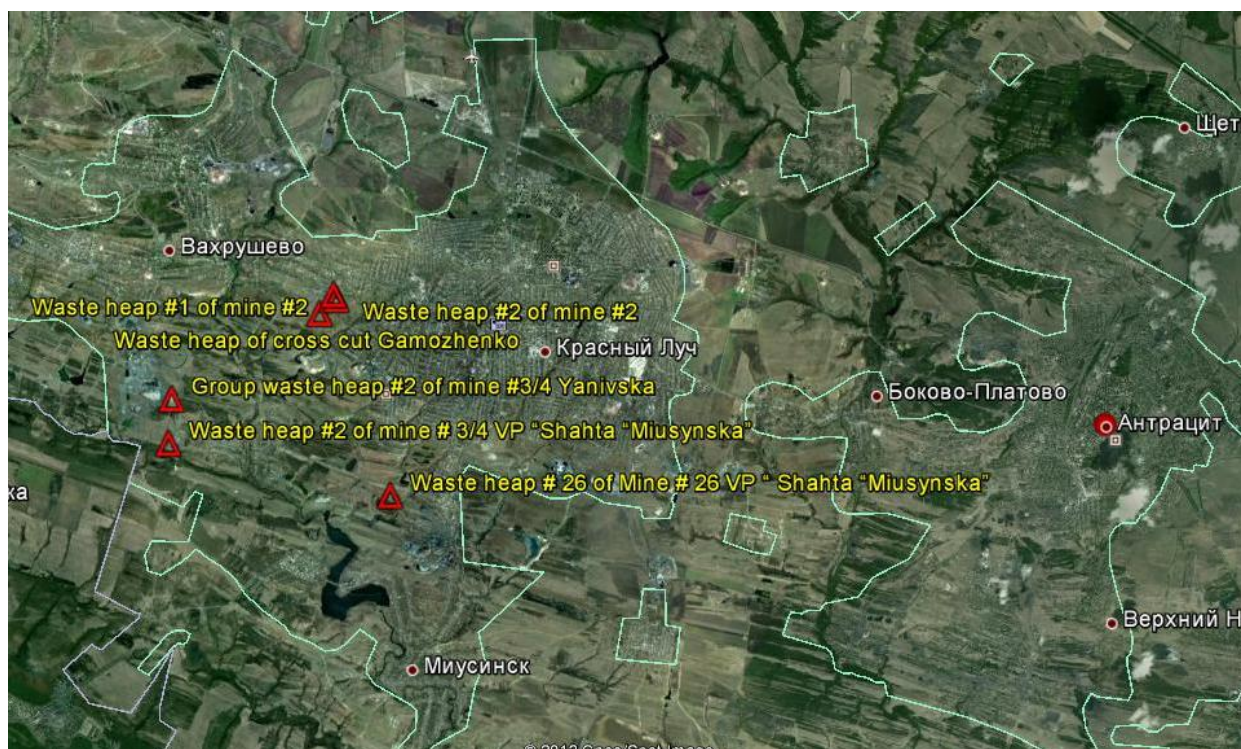 Щет
Вахрушево
Waste heap #1 of mine #2
Waste heap #2 of mine #2
Waste heap of cross cut Gamozhenko
Красный Луч
Group waste heap #2 of mine #3/4 Yanivska
Боково-Платово
Антрацит
Waste heap #2 of mine # 3/4 VP “Shahta “Miusynska”
Waste heap # 26 of Mine # 26 VP “ Shahta “Miusynska”
ка
Верхний Н
Миусинск